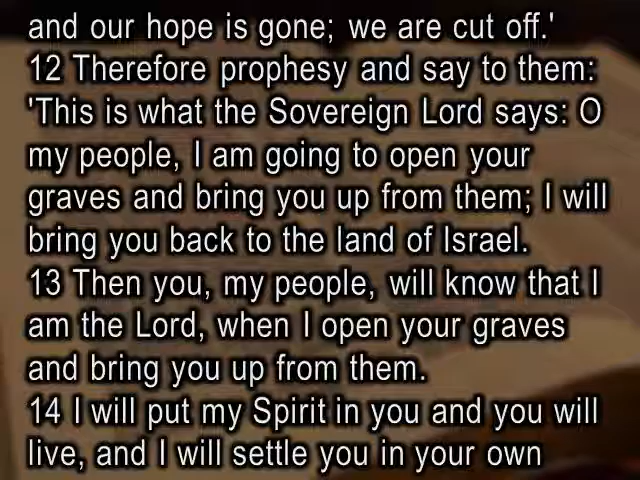 and our hope is gone; we are cut off.'
12 Therefore prophesy and say to them:
'This is what the Sovereign Lord says: O
my people, I am going to open your
graves and bring you up from them; I will
bring you back to the land of Israel.
13 Then you, my people, will know that I
am the Lord, when I open your graves
and bring you up from them.
14 I will put my Spirit in you and you will
live, and I will settle you in your own